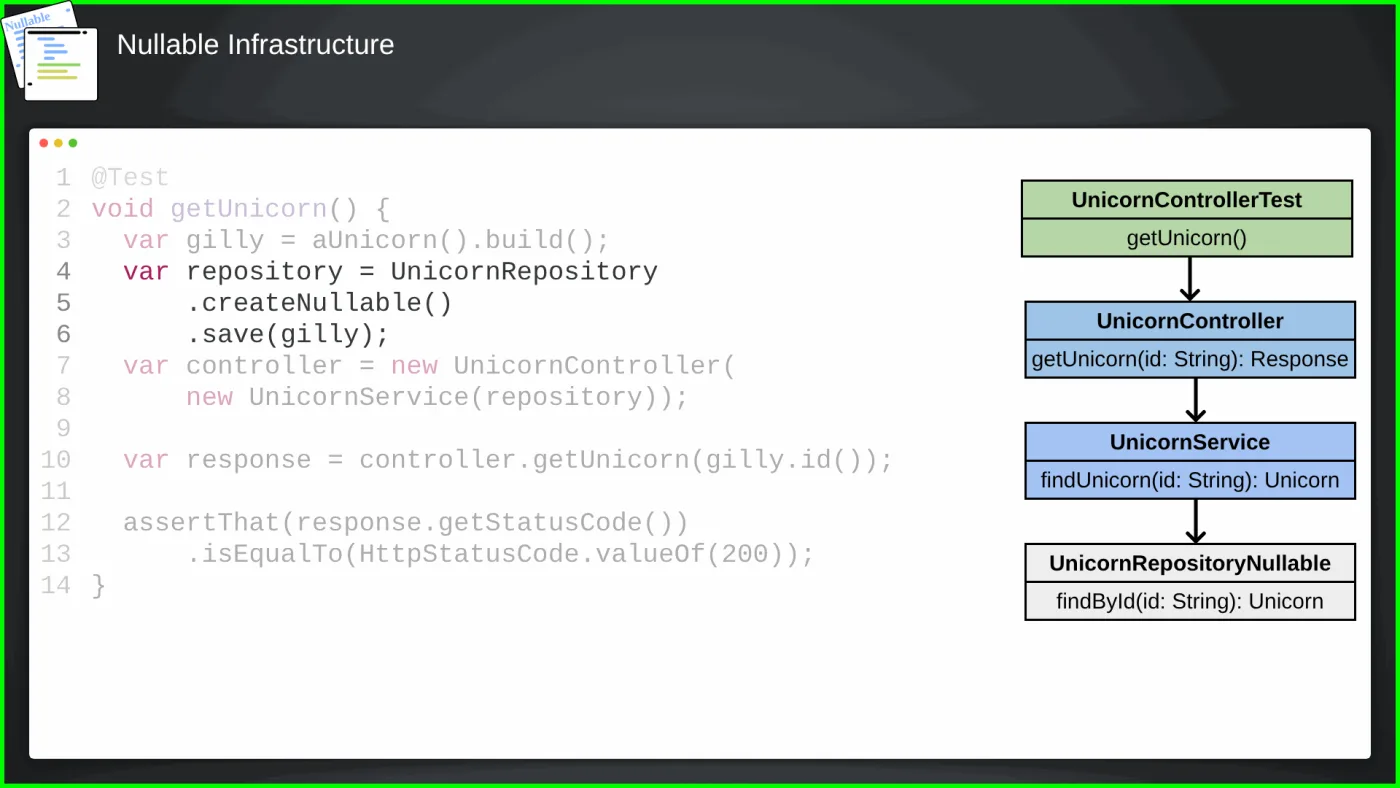 Nullable
Nullable Infrastructure
1 @Test
2 void getUnicorn() {
3   var gilly = aUnicorn().build();
4   var repository = UnicornRepository
5       .createNullable()
6       .save(gilly);
7   var controller = new UnicornController(
8       new UnicornService(repository));
9
10   var response = controller.getUnicorn(gilly.id());
11
12   assertThat(response.getStatusCode())
13       .isEqualTo(HttpStatusCode.valueOf(200));
14 }
UnicornControllerTest
getUnicorn()
UnicornController
getUnicorn(id: String): Response
UnicornService
findUnicorn(id: String): Unicorn
UnicornRepositoryNullable
findById(id: String): Unicorn